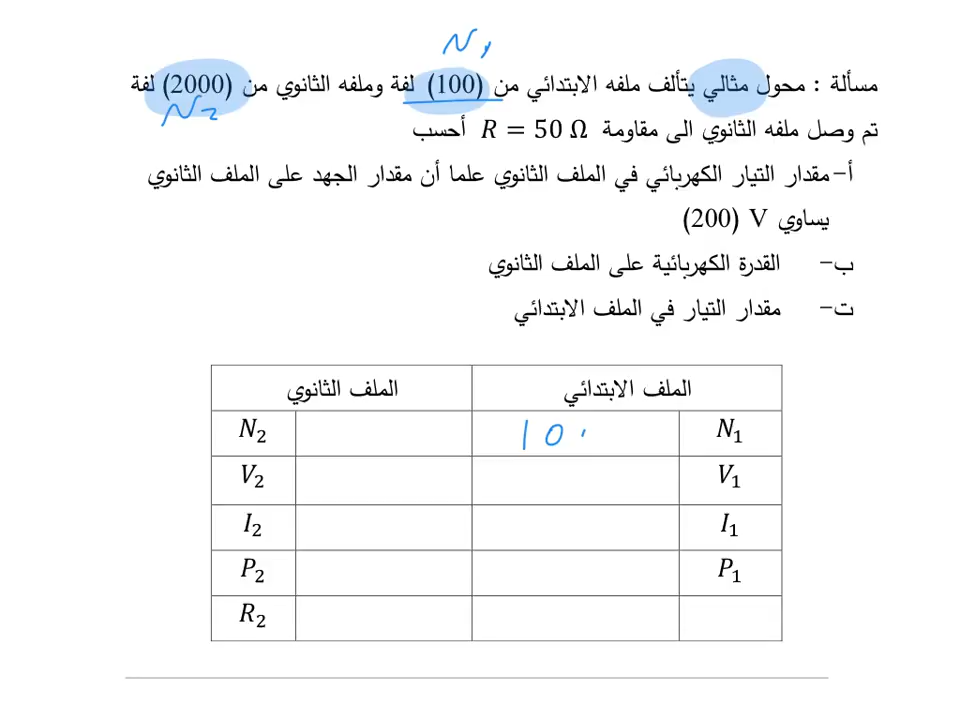 N1
مسألة : محول مثالي يتألف ملفه الابتدائي من (100) لفة وملفه الثانوي من (2000) لفة
N2
تم وصل ملفه الثانوي الى مقاومة R = 50 Ω أحسب
أ- مقدار التيار الكهربائي في الملف الثانوي علما أن مقدار الجهد على الملف الثانوي
يساوي (200) V
ب- القدرة الكهربائية على الملف الثانوي
ت- مقدار التيار في الملف الابتدائي
الملف الابتدائي الملف الثانوي
N1 10 N2
V1 V2
I1 I2
P1 P2
R2